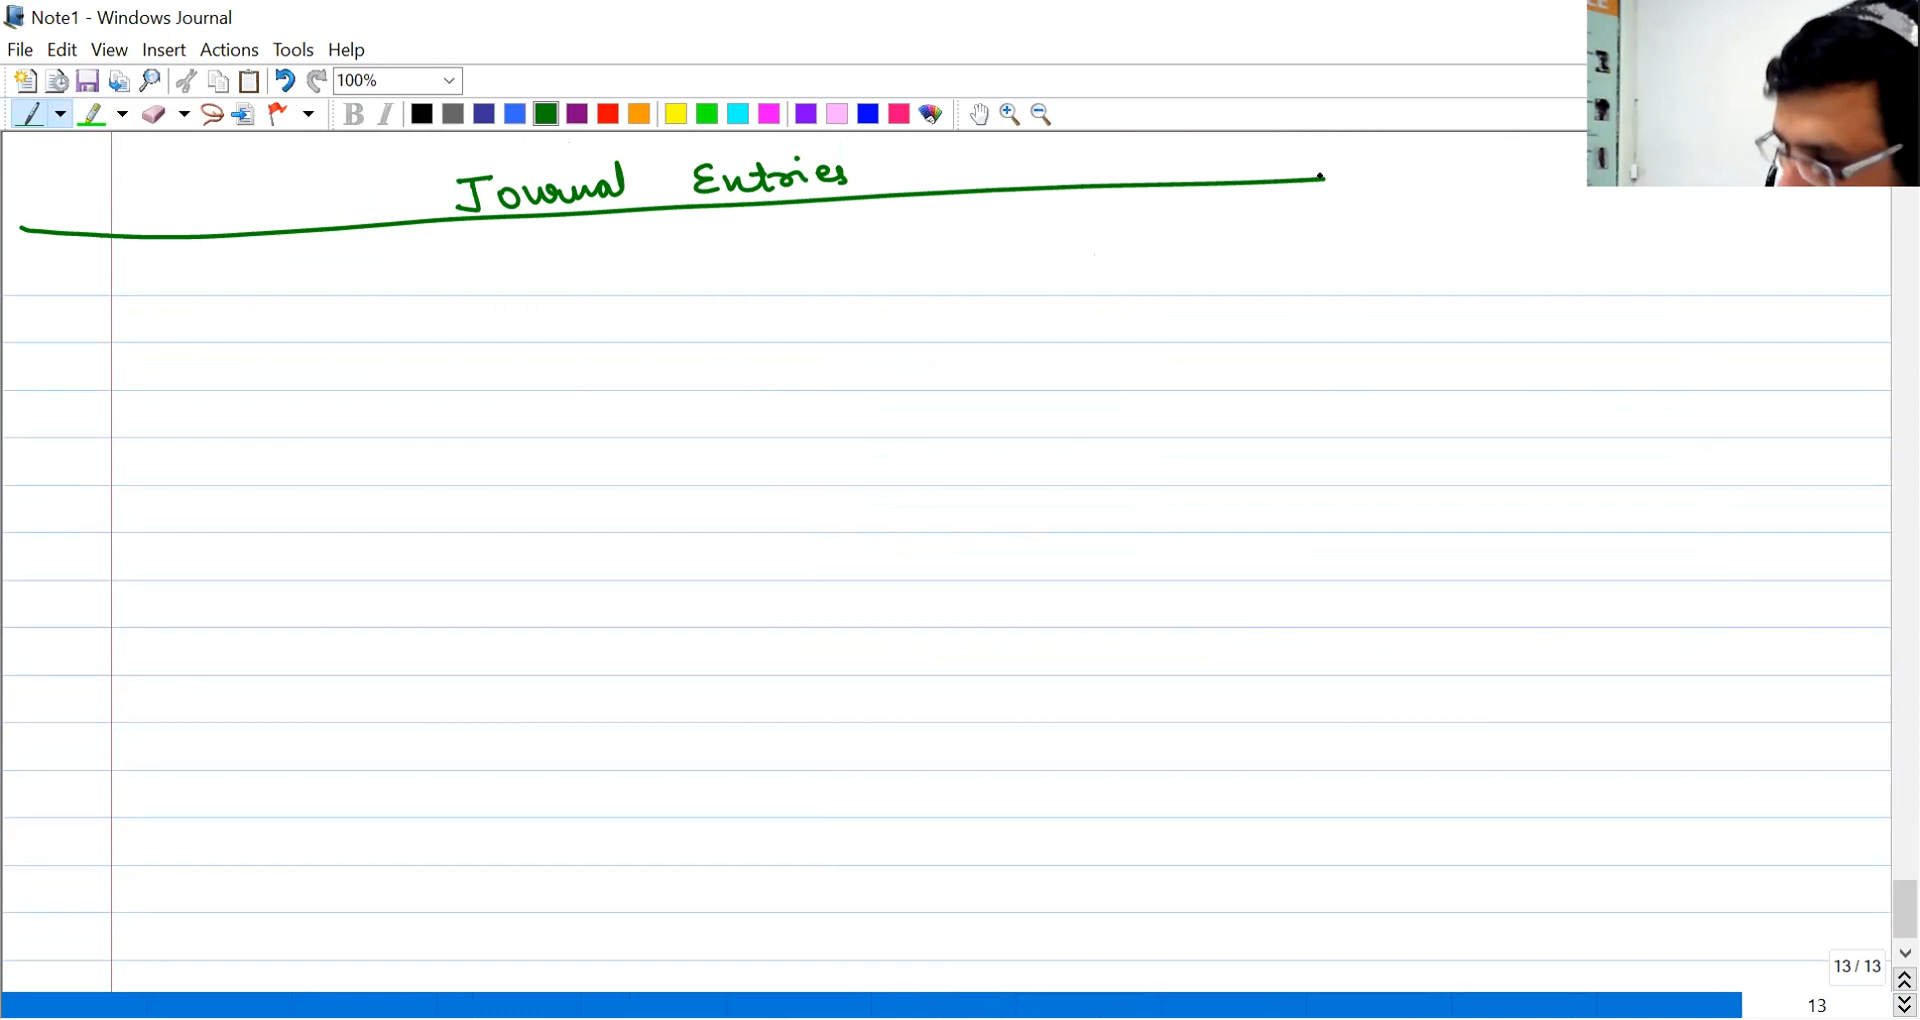 Note1 - Windows Journal
File Edit View Insert Actions Tools Help
100%
B I
Journal Entries
13 / 13
13